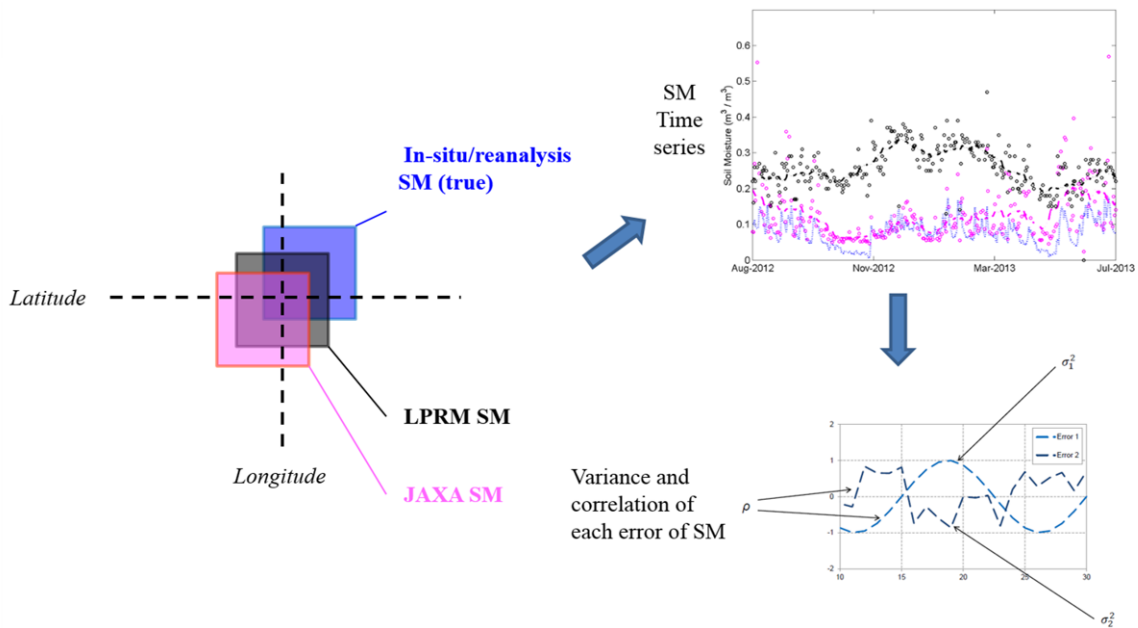 In-situ/reanalysis
SM (true)
Latitude
Longitude
LPRM SM
JAXA SM
SM
Time
series
Soil Moisture (m³ / m³)
0.6
0.5
0.4
0.3
0.2
0.1
0
Aug-2012
Nov-2012
Mar-2013
Jul-2013
Variance and
correlation of
each error of SM
ρ
σ₁²
Error 1
Error 2
2
1
0
-1
-2
10
15
20
25
30
σ₂²